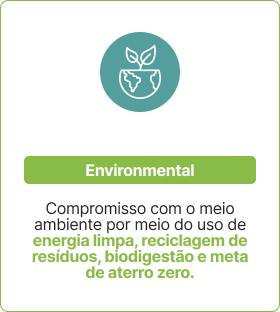 Environmental
Compromisso com o meio
ambiente por meio do uso de
energia limpa, reciclagem de
resíduos, biodigestão e meta
de aterro zero.